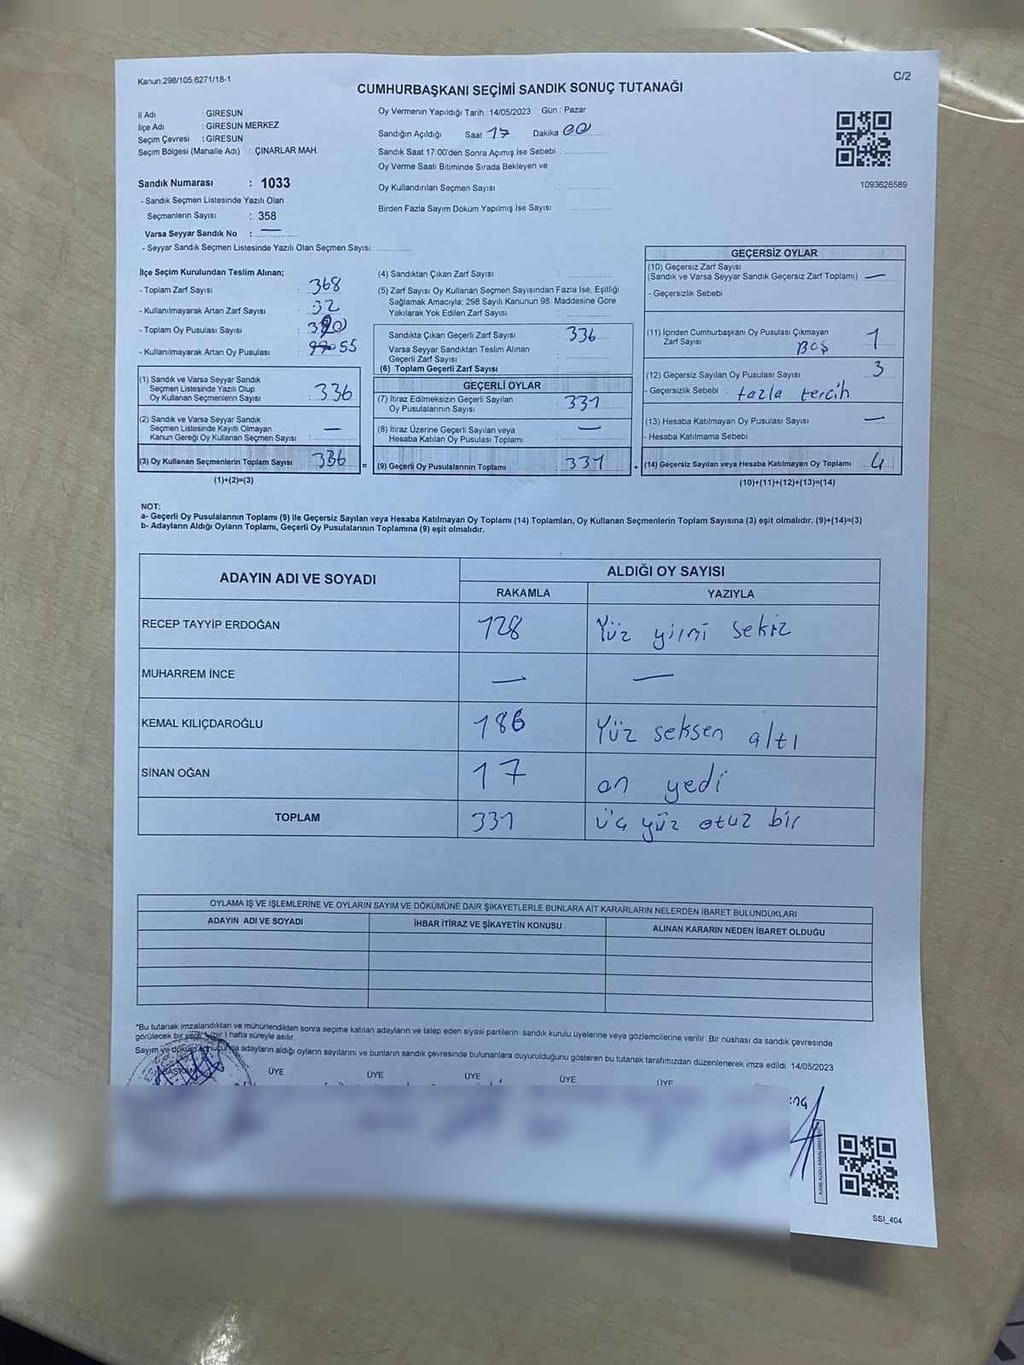 Kanun.298/105.6271/18-1
C/2
CUMHURBAŞKANI SEÇİMİ SANDIK SONUÇ TUTANAĞI
İl Adı GİRESUN
İlçe Adı : GİRESUN MERKEZ
Seçim Çevresi : GİRESUN
Seçim Bölgesi (Mahalle Adı) : ÇINARLAR MAH.
Sandık Numarası : 1033
- Sandık Seçmen Listesinde Yazılı Olan
Seçmenlerin Sayısı : 358
Varsa Seyyar Sandık No : —
- Seyyar Sandık Seçmen Listesinde Yazılı Olan Seçmen Sayısı:
Oy Vermenin Yapıldığı Tarih : 14/05/2023 Gün : Pazar
Sandığın Açıldığı Saat 17 Dakika 00
Sandık Saat 17:00'den Sonra Açımış İse Sebebi :
Oy Verme Saati Bitiminde Sırada Bekleyen ve
Oy Kullandırılan Seçmen Sayısı
Birden Fazla Sayım Döküm Yapılmış İse Sayısı :
1093626589
İlçe Seçim Kurulundan Teslim Alınan;
- Toplam Zarf Sayısı : 368
- Kullanılmayarak Artan Zarf Sayısı : 32
- Toplam Oy Pusulası Sayısı :
- Kullanılmayarak Artan Oy Pusulası : 55
(1) Sandık ve Varsa Seyyar Sandık
Seçmen Listesinde Yazılı Olup
Oy Kullanan Seçmenlerin Sayısı : 336
(2) Sandık ve Varsa Seyyar Sandık
Seçmen Listesinde Kayıtlı Olmayan
Kanun Gereği Oy Kullanan Seçmen Sayısı : —
(3) Oy Kullanan Seçmenlerin Toplam Sayısı : 336
(1)+(2)=(3)
(4) Sandıktan Çıkan Zarf Sayısı :
(5) Zarf Sayısı Oy Kullanan Seçmen Sayısından Fazla İse, Eşitliği
Sağlamak Amacıyla; 298 Sayılı Kanunun 98. Maddesine Göre
Yakılarak Yok Edilen Zarf Sayısı :
Sandıkta Çıkan Geçerli Zarf Sayısı : 336
Varsa Seyyar Sandıktan Teslim Alınan
Geçerli Zarf Sayısı :
(6) Toplam Geçerli Zarf Sayısı :
GEÇERLİ OYLAR
(7) İtiraz Edilmeksizin Geçerli Sayılan
Oy Pusulalarının Sayısı : 331
(8) İtiraz Üzerine Geçerli Sayılan veya
Hesaba Katılan Oy Pusulası Toplamı : —
= (9) Geçerli Oy Pusulalarının Toplamı : 331
GEÇERSİZ OYLAR
(10) Geçersiz Zarf Sayısı
(Sandık ve Varsa Seyyar Sandık Geçersiz Zarf Toplamı) : —
- Geçersizlik Sebebi :
(11) İçinden Cumhurbaşkanı Oy Pusulası Çıkmayan
Zarf Sayısı : Boş 1
(12) Geçersiz Sayılan Oy Pusulası Sayısı : 3
- Geçersizlik Sebebi : fazla tercih
(13) Hesaba Katılmayan Oy Pusulası Sayısı : —
- Hesaba Katılmama Sebebi
+ (14) Geçersiz Sayılan veya Hesaba Katılmayan Oy Toplamı : 4
(10)+(11)+(12)+(13)=(14)
NOT:
a- Geçerli Oy Pusulalarının Toplamı (9) İle Geçersiz Sayılan veya Hesaba Katılmayan Oy Toplamı (14) Toplamları, Oy Kullanan Seçmenlerin Toplam Sayısına (3) eşit olmalıdır. (9)+(14)=(3)
b- Adayların Aldığı Oyların Toplamı, Geçerli Oy Pusulalarının Toplamına (9) eşit olmalıdır.
ADAYIN ADI VE SOYADI ALDIĞI OY SAYISI
RAKAMLA YAZIYLA
RECEP TAYYİP ERDOĞAN 128 Yüz yirmi sekiz
MUHARREM İNCE — —
KEMAL KILIÇDAROĞLU 186 Yüz seksen altı
SİNAN OĞAN 17 on yedi
TOPLAM 331 üç yüz otuz bir
OYLAMA İŞ VE İŞLEMLERİNE VE OYLARIN SAYIM VE DÖKÜMÜNE DAİR ŞİKAYETLERLE BUNLARA AİT KARARLARIN NELERDEN İBARET BULUNDUKLARI
ADAYIN ADI VE SOYADI İHBAR İTİRAZ VE ŞİKAYETİN KONUSU ALINAN KARARIN NEDEN İBARET OLDUĞU
*Bu tutanak imzalandıktan ve mühürlendikten sonra seçime katılan adayların ve talep eden siyasi partilerin sandık kurulu üyelerine veya gözlemcilerine verilir. Bir nüshası da sandık çevresinde
görülecek bir yere, 1(bir) hafta süreyle asılır.
Sayım ve döküm sonucunda adayların aldığı oyların sayılarını ve bunların sandık çevresinde bulunanlara duyurulduğunu gösteren bu tutanak tarafımızdan düzenlenerek imza edildi. 14/05/2023
BAŞKAN ÜYE ÜYE ÜYE ÜYE ÜYE
SSI_404